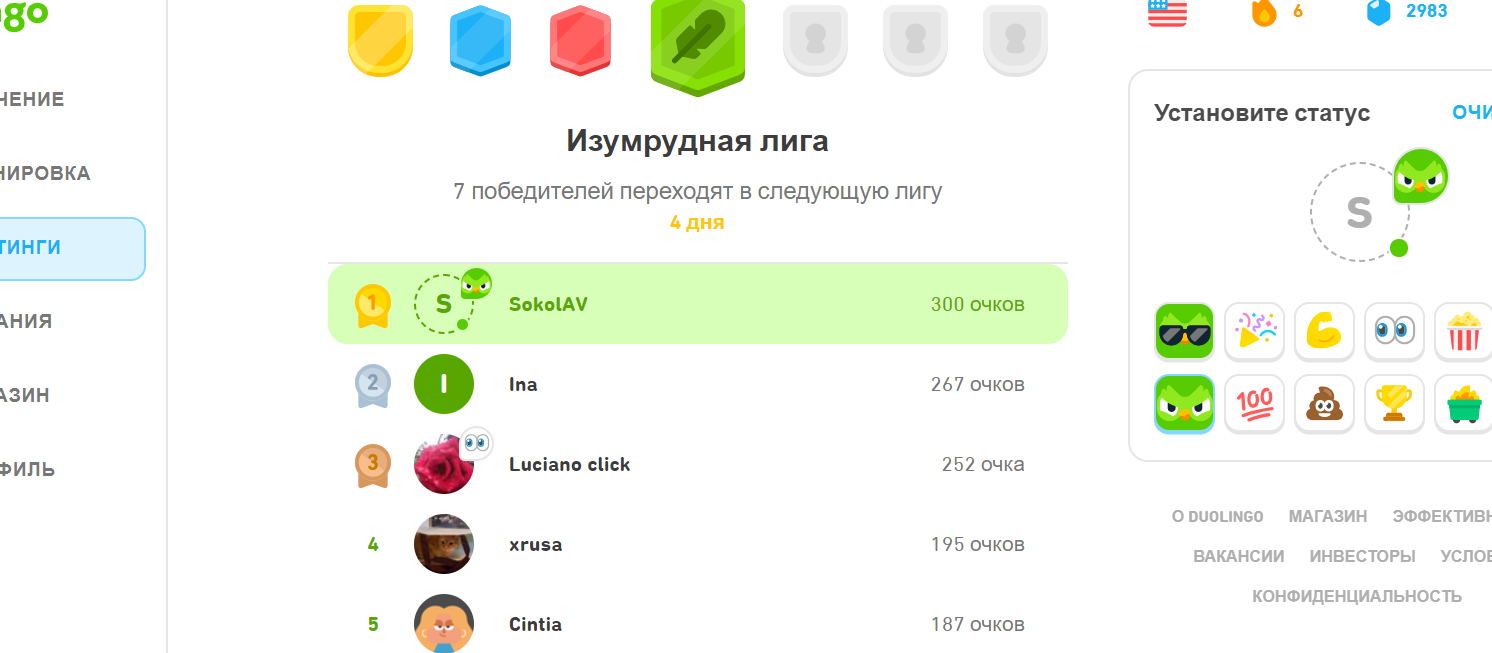 ngo
6
2983
ЧЕНИЕ
НИРОВКА
ТИНГИ
АНИЯ
АЗИН
ФИЛЬ
Изумрудная лига
7 победителей переходят в следующую лигу
4 дня
1
S
SokolAV
300 очков
2
I
Ina
267 очков
3
Luciano click
252 очка
4
xrusa
195 очков
5
Cintia
187 очков
Установите статус
ОЧИ
S
100
О DUOLINGO
МАГАЗИН
ЭФФЕКТИВН
ВАКАНСИИ
ИНВЕСТОРЫ
УСЛОВ
КОНФИДЕНЦИАЛЬНОСТЬ